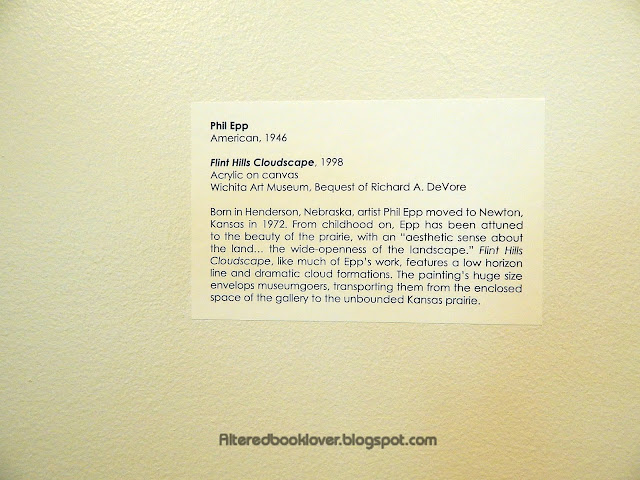 Phil Epp
American, 1946
Flint Hills Cloudscape, 1998
Acrylic on canvas
Wichita Art Museum, Bequest of Richard A. DeVore
Born in Henderson, Nebraska, artist Phil Epp moved to Newton,
Kansas in 1972. From childhood on, Epp has been attuned
to the beauty of the prairie, with an “aesthetic sense about
the land... the wide-openness of the landscape.” Flint Hills
Cloudscape, like much of Epp’s work, features a low horizon
line and dramatic cloud formations. The painting’s huge size
envelops museumgoers, transporting them from the enclosed
space of the gallery to the unbounded Kansas prairie.
Alteredbooklover.blogspot.com